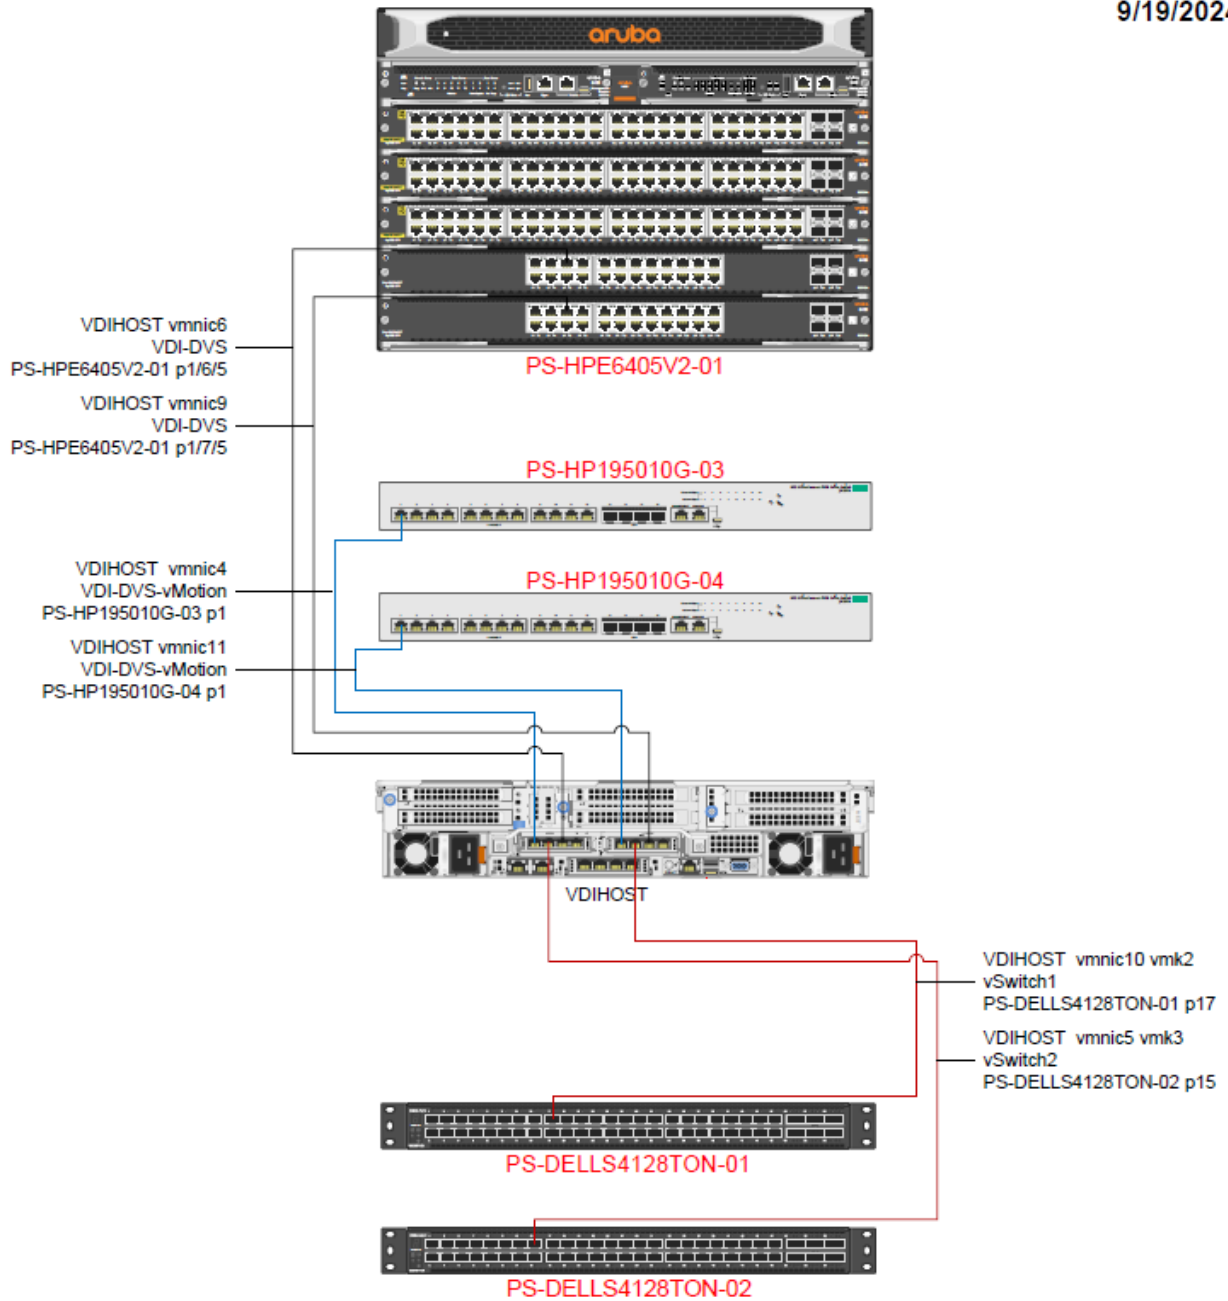 9/19/2024
aruba
VDIHOST vmnic6
VDI-DVS
PS-HPE6405V2-01 p1/6/5
PS-HPE6405V2-01
VDIHOST vmnic9
VDI-DVS
PS-HPE6405V2-01 p1/7/5
PS-HP195010G-03
VDIHOST vmnic4
VDI-DVS-vMotion
PS-HP195010G-03 p1
PS-HP195010G-04
VDIHOST vmnic11
VDI-DVS-vMotion
PS-HP195010G-04 p1
VDIHOST
VDIHOST vmnic10 vmk2
vSwitch1
PS-DELLS4128TON-01 p17
VDIHOST vmnic5 vmk3
vSwitch2
PS-DELLS4128TON-02 p15
PS-DELLS4128TON-01
PS-DELLS4128TON-02